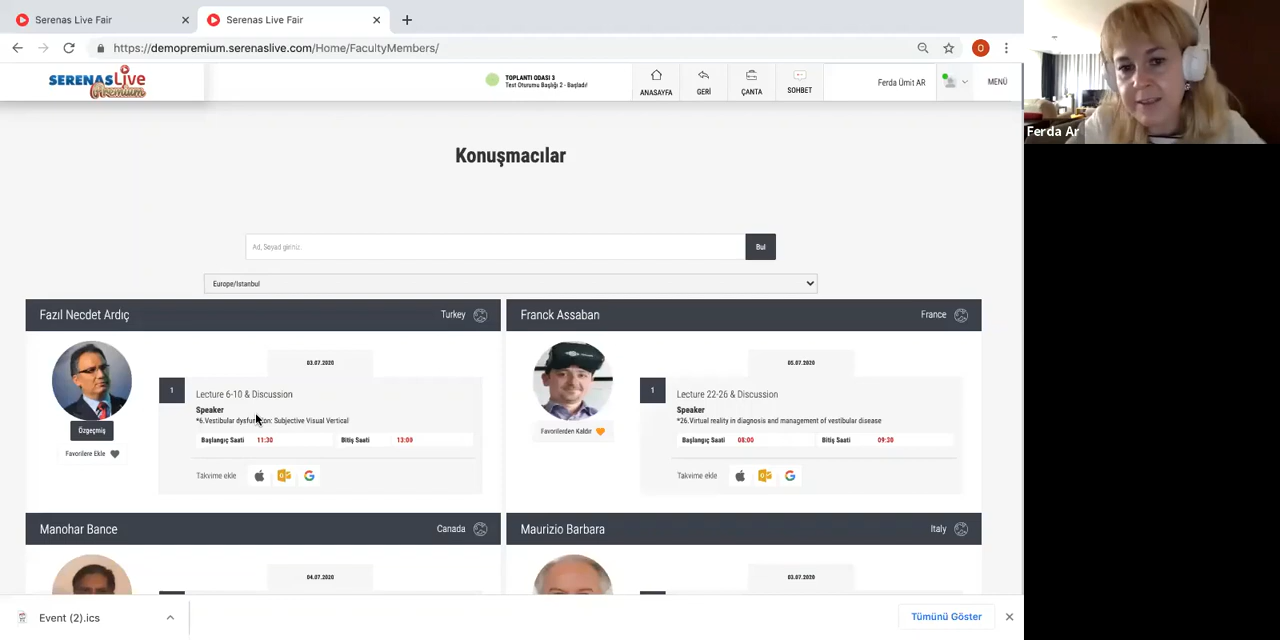 Serenas Live Fair
Serenas Live Fair
https://demopremium.serenaslive.com/Home/FacultyMembers/
O
SERENAS Live
Premium
TOPLANTI ODASI 3
Test Oturumu Başlığı 2 - Başladı!
ANASAYFA
GERİ
ÇANTA
SOHBET
Ferda Ümit AR
MENÜ
Ferda Ar
Konuşmacılar
Ad, Soyad giriniz.
Bul
Europe/Istanbul
Fazıl Necdet Ardıç
Turkey
03.07.2020
1
Lecture 6-10 & Discussion
Speaker
*6.Vestibular dysfunction: Subjective Visual Vertical
Başlangıç Saati 11:30
Bitiş Saati 13:09
Özgeçmiş
Favorilere Ekle
Takvime ekle
Franck Assaban
France
05.07.2020
1
Lecture 22-26 & Discussion
Speaker
*26.Virtual reality in diagnosis and management of vestibular disease
Başlangıç Saati 08:00
Bitiş Saati 09:30
Favorilerden Kaldır
Takvime ekle
Manohar Bance
Canada
04.07.2020
Maurizio Barbara
Italy
03.07.2020
Event (2).ics
Tümünü Göster